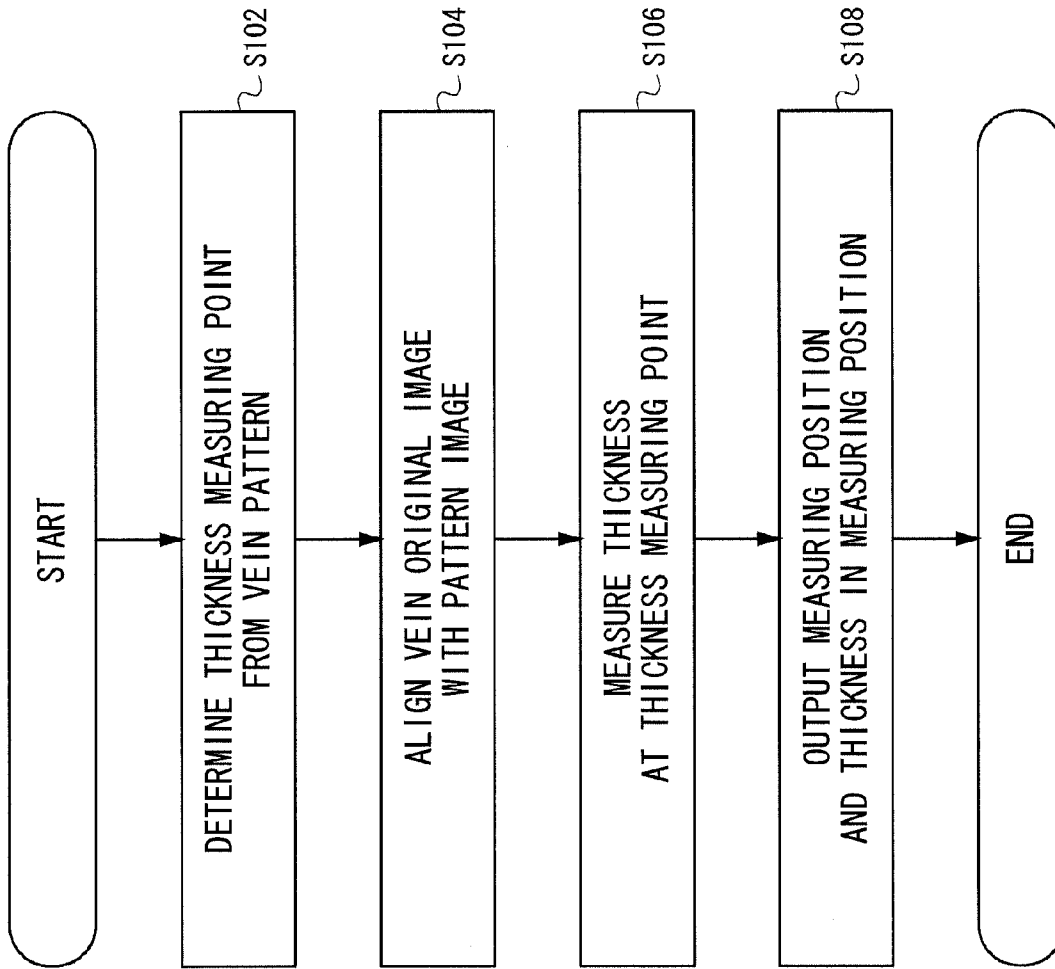 START
DETERMINE THICKNESS MEASURING POINT
FROM VEIN PATTERN
S102
ALIGN VEIN ORIGINAL IMAGE
WITH PATTERN IMAGE
S104
MEASURE THICKNESS
AT THICKNESS MEASURING POINT
S106
OUTPUT MEASURING POSITION
AND THICKNESS IN MEASURING POSITION
S108
END